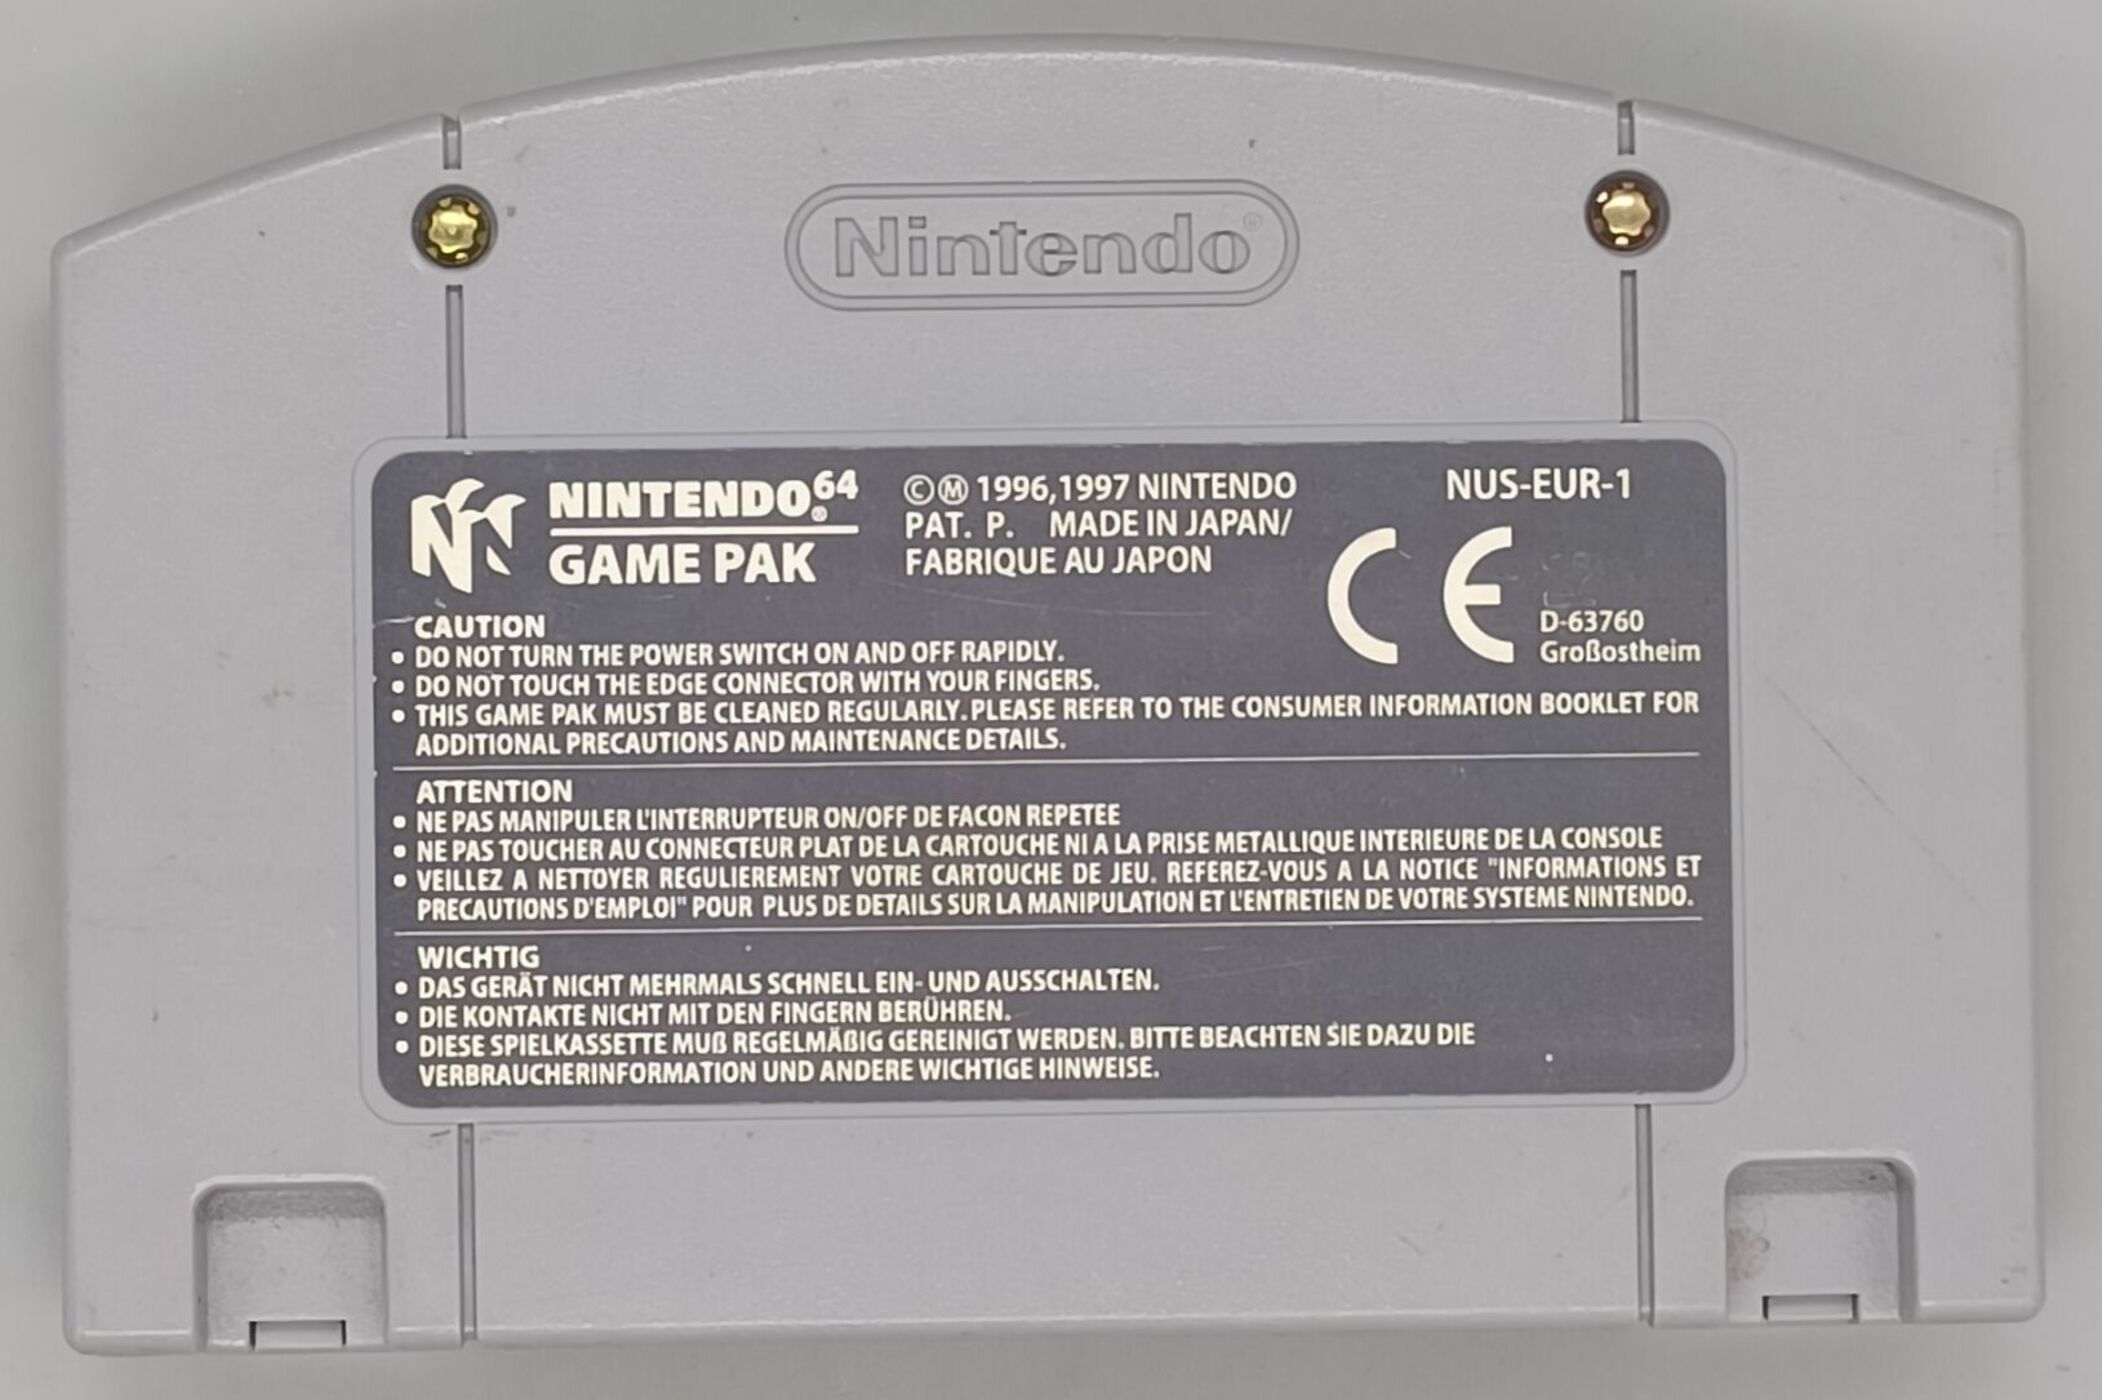 Nintendo®
NINTENDO®64
GAME PAK
©Ⓜ 1996,1997 NINTENDO
PAT. P. MADE IN JAPAN/
FABRIQUE AU JAPON
NUS-EUR-1
CE
D-63760
Großostheim
CAUTION
• DO NOT TURN THE POWER SWITCH ON AND OFF RAPIDLY.
• DO NOT TOUCH THE EDGE CONNECTOR WITH YOUR FINGERS.
• THIS GAME PAK MUST BE CLEANED REGULARLY.PLEASE REFER TO THE CONSUMER INFORMATION BOOKLET FOR
ADDITIONAL PRECAUTIONS AND MAINTENANCE DETAILS.
ATTENTION
• NE PAS MANIPULER L'INTERRUPTEUR ON/OFF DE FACON REPETEE
• NE PAS TOUCHER AU CONNECTEUR PLAT DE LA CARTOUCHE NI A LA PRISE METALLIQUE INTERIEURE DE LA CONSOLE
• VEILLEZ A NETTOYER REGULIEREMENT VOTRE CARTOUCHE DE JEU. REFEREZ-VOUS A LA NOTICE "INFORMATIONS ET
PRECAUTIONS D'EMPLOI" POUR PLUS DE DETAILS SUR LA MANIPULATION ET L'ENTRETIEN DE VOTRE SYSTEME NINTENDO.
WICHTIG
• DAS GERÄT NICHT MEHRMALS SCHNELL EIN- UND AUSSCHALTEN.
• DIE KONTAKTE NICHT MIT DEN FINGERN BERÜHREN.
• DIESE SPIELKASSETTE MUß REGELMÄßIG GEREINIGT WERDEN. BITTE BEACHTEN SIE DAZU DIE
VERBRAUCHERINFORMATION UND ANDERE WICHTIGE HINWEISE.